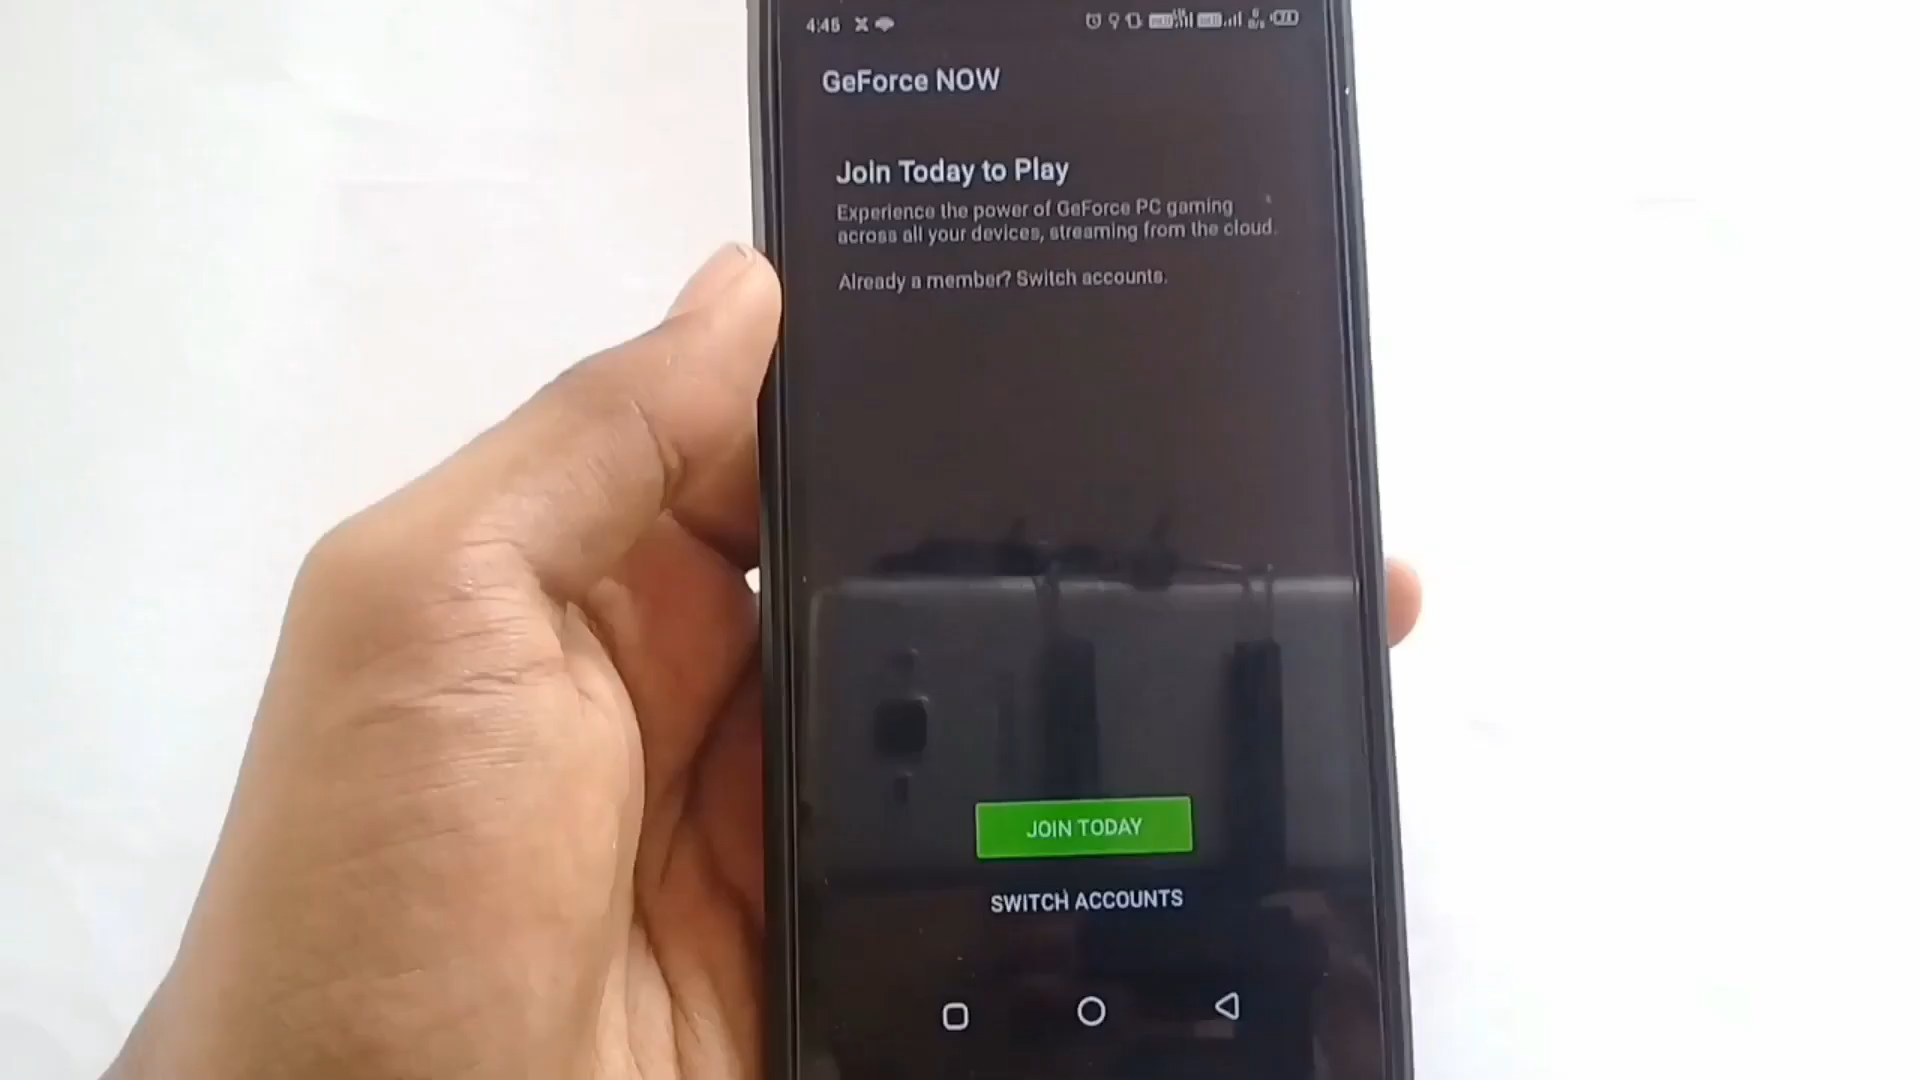 4:45
GeForce NOW
Join Today to Play
Experience the power of GeForce PC gaming
across all your devices, streaming from the cloud.
Already a member? Switch accounts.
JOIN TODAY
SWITCH ACCOUNTS